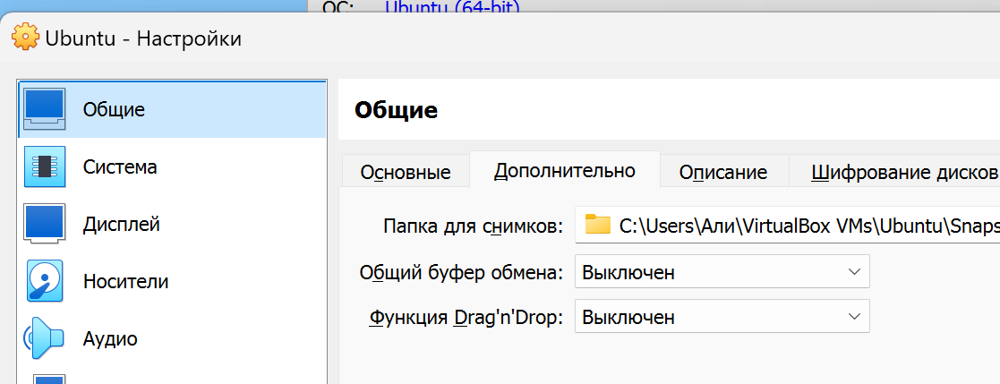 ОС: Ubuntu (64-bit)
Ubuntu - Настройки
Общие
Система
Дисплей
Носители
Аудио
Общие
Основные Дополнительно Описание Шифрование дисков
Папка для снимков: C:\Users\Али\VirtualBox VMs\Ubuntu\Snaps
Общий буфер обмена: Выключен
Функция Drag'n'Drop: Выключен